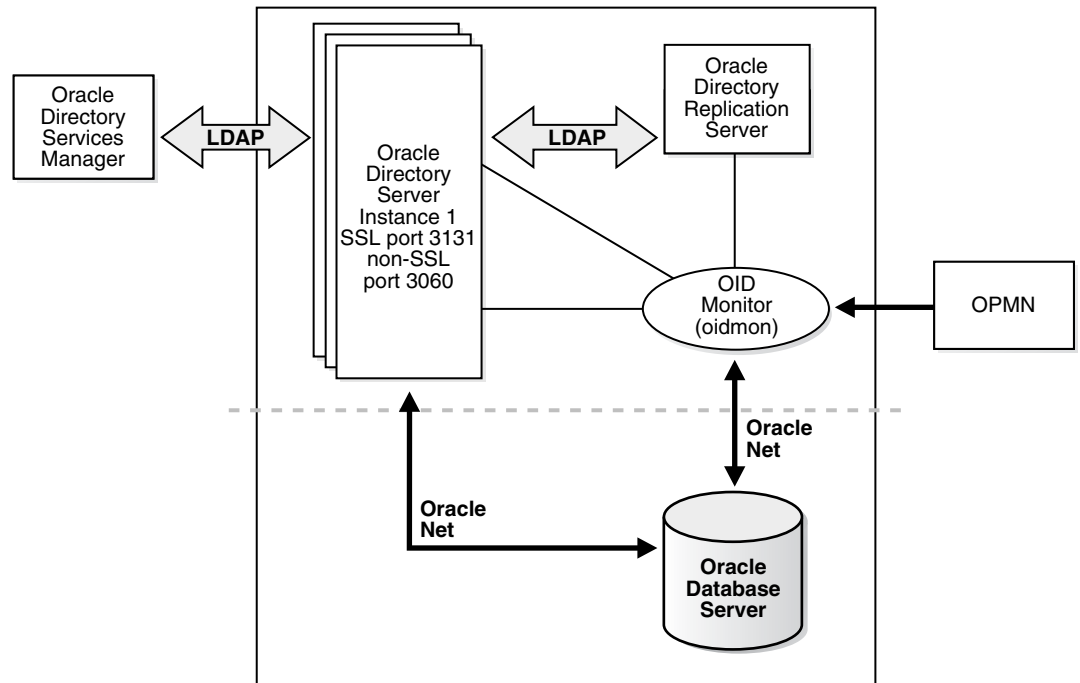 Oracle
Directory
Services
Manager
LDAP
Oracle
Directory
Server
Instance 1
SSL port 3131
non-SSL
port 3060
LDAP
Oracle
Directory
Replication
Server
OID
Monitor
(oidmon)
OPMN
Oracle
Net
Oracle
Net
Oracle
Database
Server